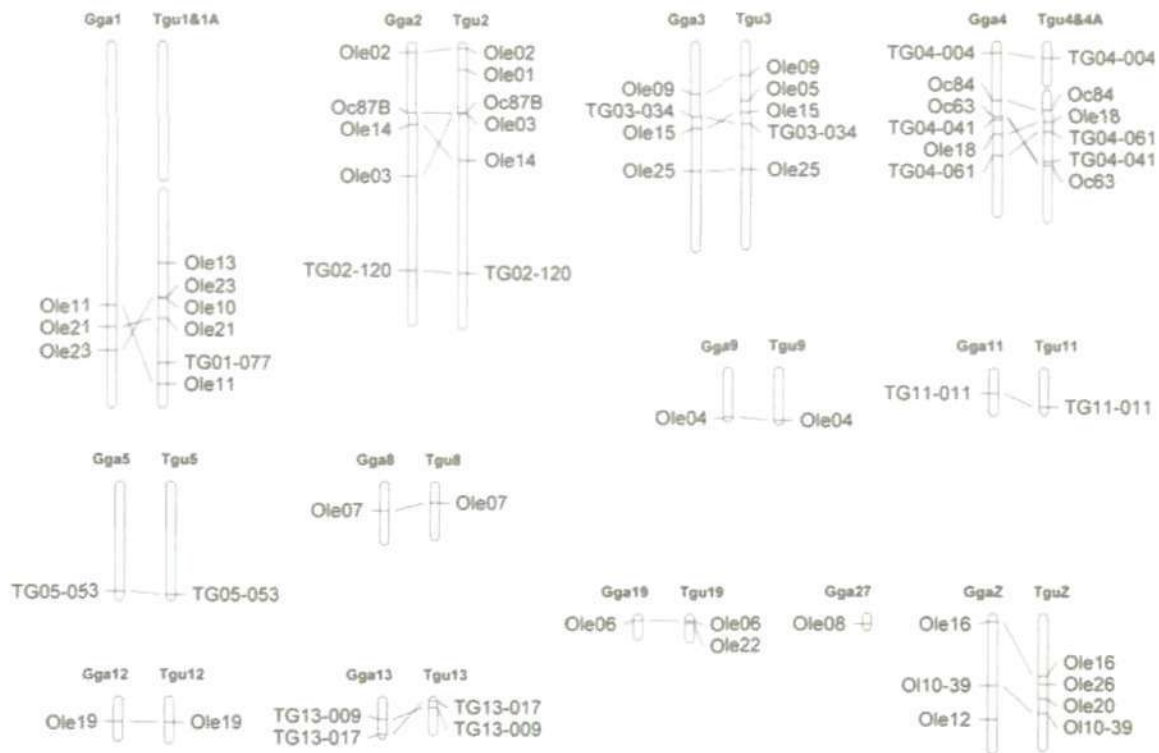 Gga1 Tgu1&1A
Ole11
Ole21
Ole23
Ole13
Ole23
Ole10
Ole21
TG01-077
Ole11
Gga2 Tgu2
Ole02
Oc87B
Ole14
Ole03
TG02-120
Ole02
Ole01
Oc87B
Ole03
Ole14
TG02-120
Gga3 Tgu3
Ole09
TG03-034
Ole15
Ole25
Ole09
Ole05
Ole15
TG03-034
Ole25
Gga4 Tgu4&4A
TG04-004
Oc84
Oc63
TG04-041
Ole18
TG04-061
TG04-004
Oc84
Ole18
TG04-061
TG04-041
Oc63
Gga9 Tgu9
Ole04 Ole04
Gga11 Tgu11
TG11-011 TG11-011
Gga5 Tgu5
TG05-053 TG05-053
Gga8 Tgu8
Ole07 Ole07
Gga19 Tgu19
Ole06 Ole06
Ole22
Gga27
Ole08
GgaZ TguZ
Ole16
Ol10-39
Ole12
Ole16
Ole26
Ole20
Ol10-39
Gga12 Tgu12
Ole19 Ole19
Gga13 Tgu13
TG13-009 TG13-017
TG13-017 TG13-009